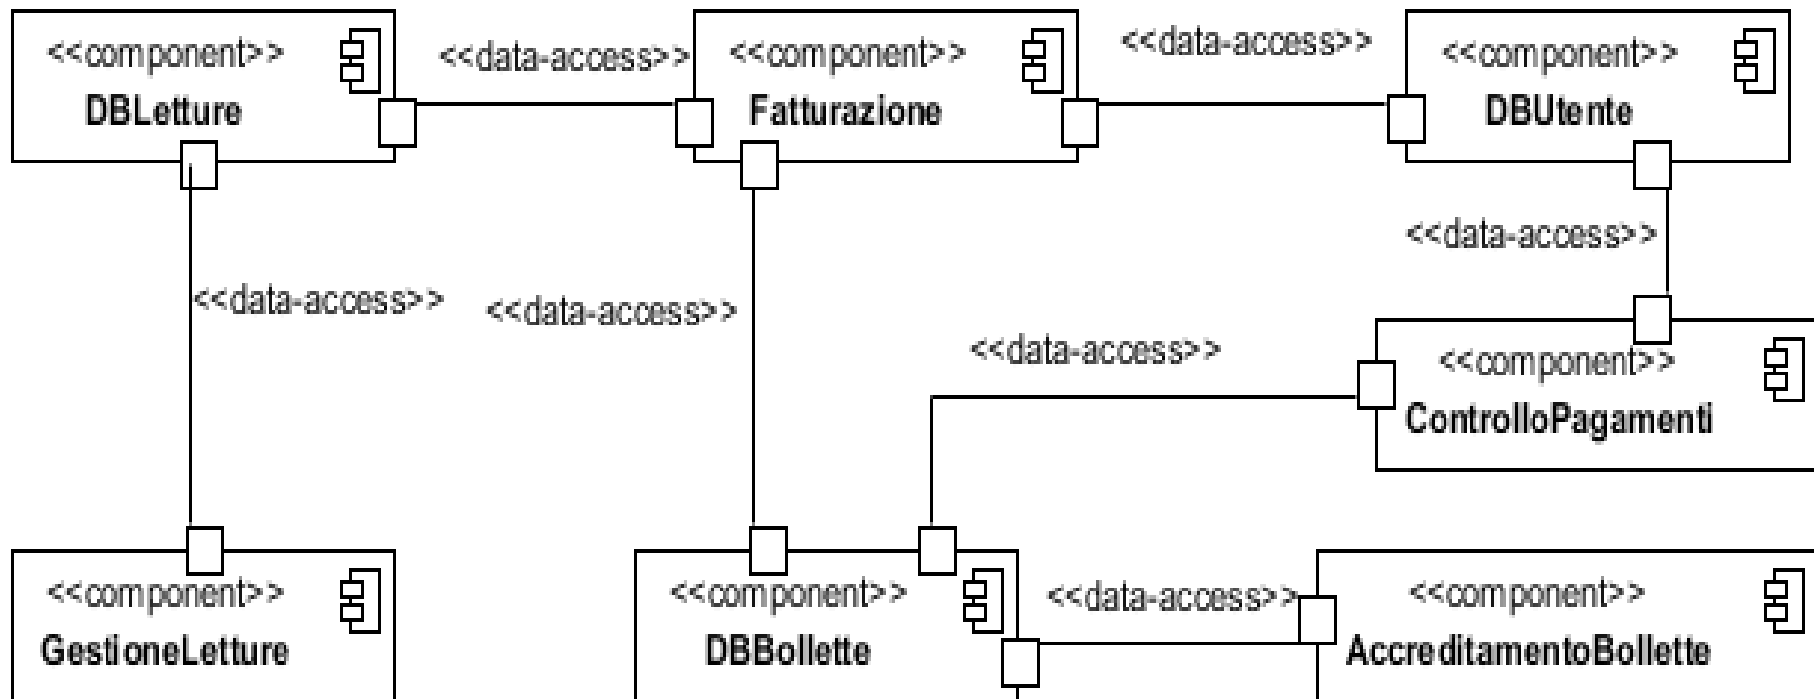 <<component>>
DBLetture
<<data-access>>
<<component>>
Fatturazione
<<data-access>>
<<component>>
DBUtente
<<data-access>>
<<data-access>>
<<data-access>>
<<data-access>>
<<component>>
ControlloPagamenti
<<component>>
GestioneLetture
<<component>>
DBBollette
<<data-access>>
<<component>>
AccreditamentoBollette